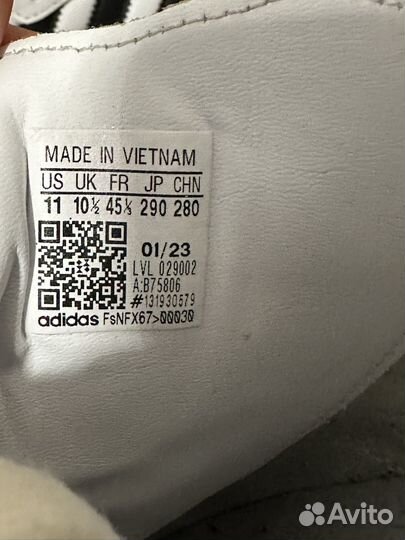 MADE IN VIETNAM
US UK FR JP CHN
11 10½ 45⅓ 290 280
01/23
LVL 029002
A:B75806
#131930579
adidas FsNFX67>00030
Avito